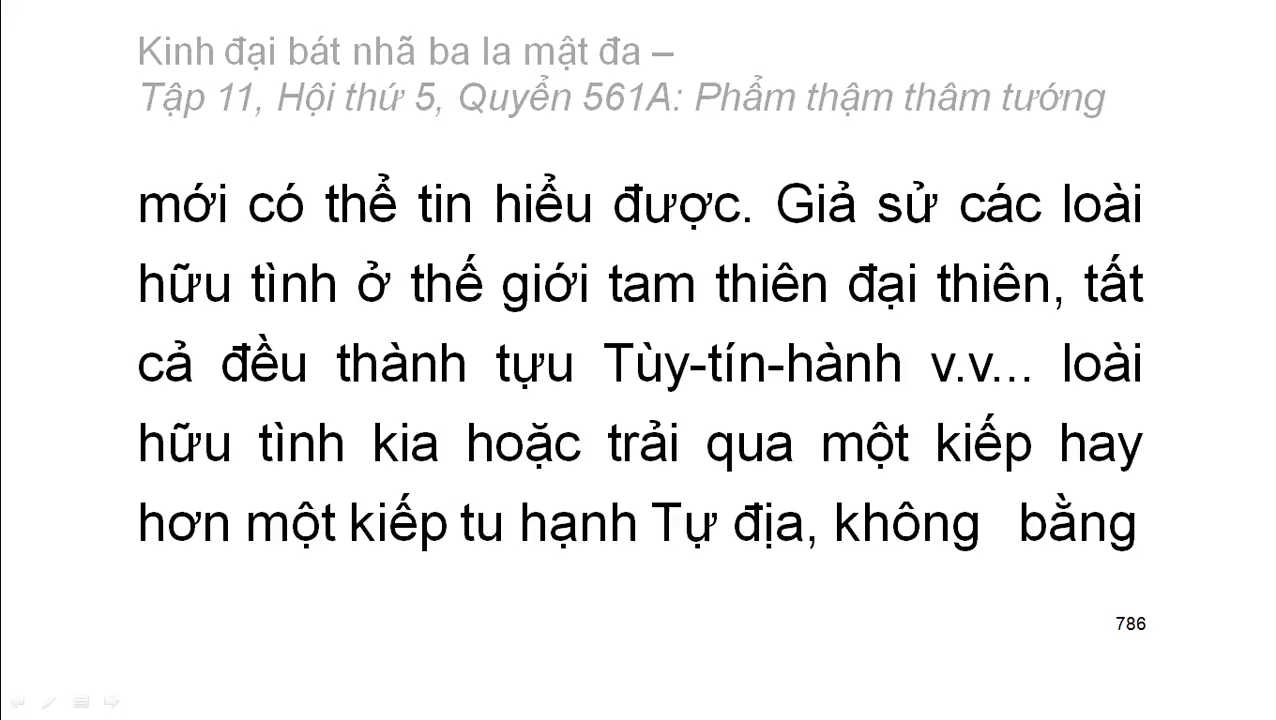 Kinh đại bát nhã ba la mật đa –
Tập 11, Hội thứ 5, Quyển 561A: Phẩm thậm thâm tướng
mới có thể tin hiểu được. Giả sử các loài
hữu tình ở thế giới tam thiên đại thiên, tất
cả đều thành tựu Tùy-tín-hành v.v... loài
hữu tình kia hoặc trải qua một kiếp hay
hơn một kiếp tu hạnh Tự địa, không bằng
786